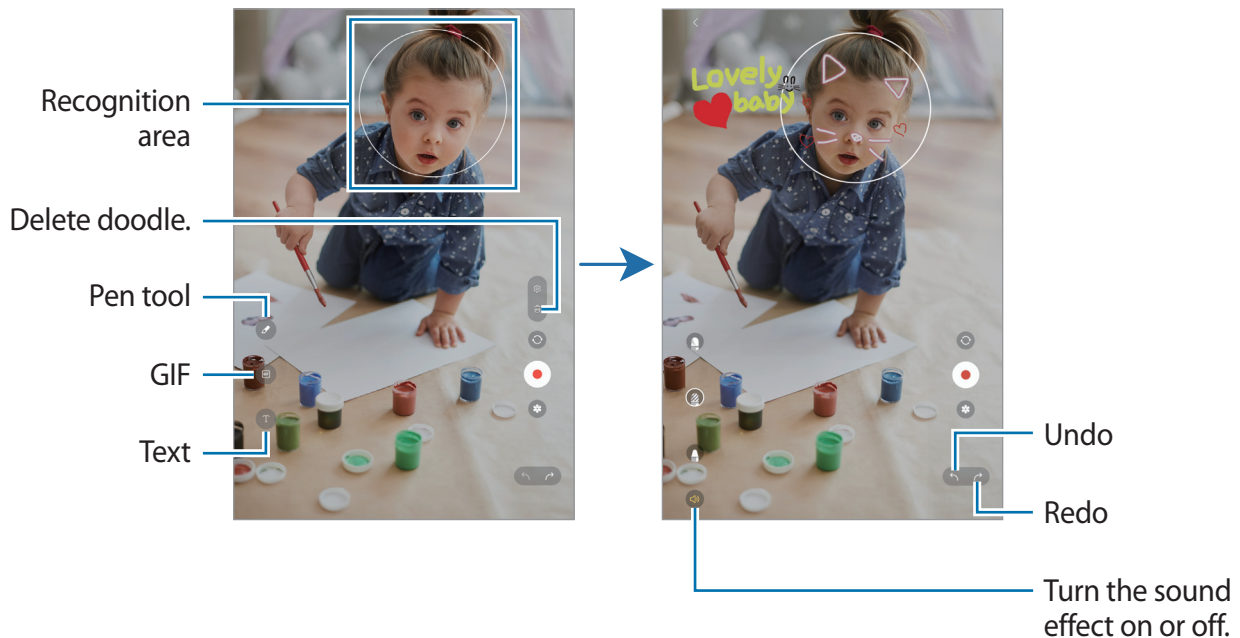 Recognition
area
Delete doodle.
Pen tool
GIF
Text
Lovely
baby
GIF
T
Undo
Redo
Turn the sound
effect on or off.